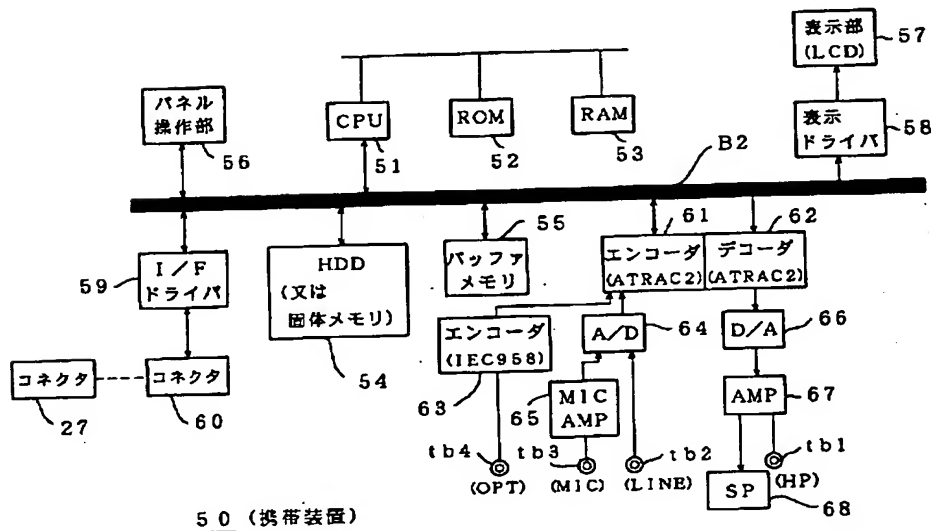 表示部
(LCD)
57
パネル
操作部
56
CPU
51
ROM
52
RAM
53
表示
ドライバ
58
B2
I/F
ドライバ
59
HDD
(又は
固体メモリ)
54
バッファ
メモリ
55
エンコーダ
(ATRAC2)
61
デコーダ
(ATRAC2)
62
エンコーダ
(IEC958)
63
A/D
64
D/A
66
コネクタ
27
コネクタ
60
MIC
AMP
65
AMP
67
tb4
(OPT)
tb3
(MIC)
tb2
(LINE)
SP
68
tb1
(HP)
50 (携帯装置)